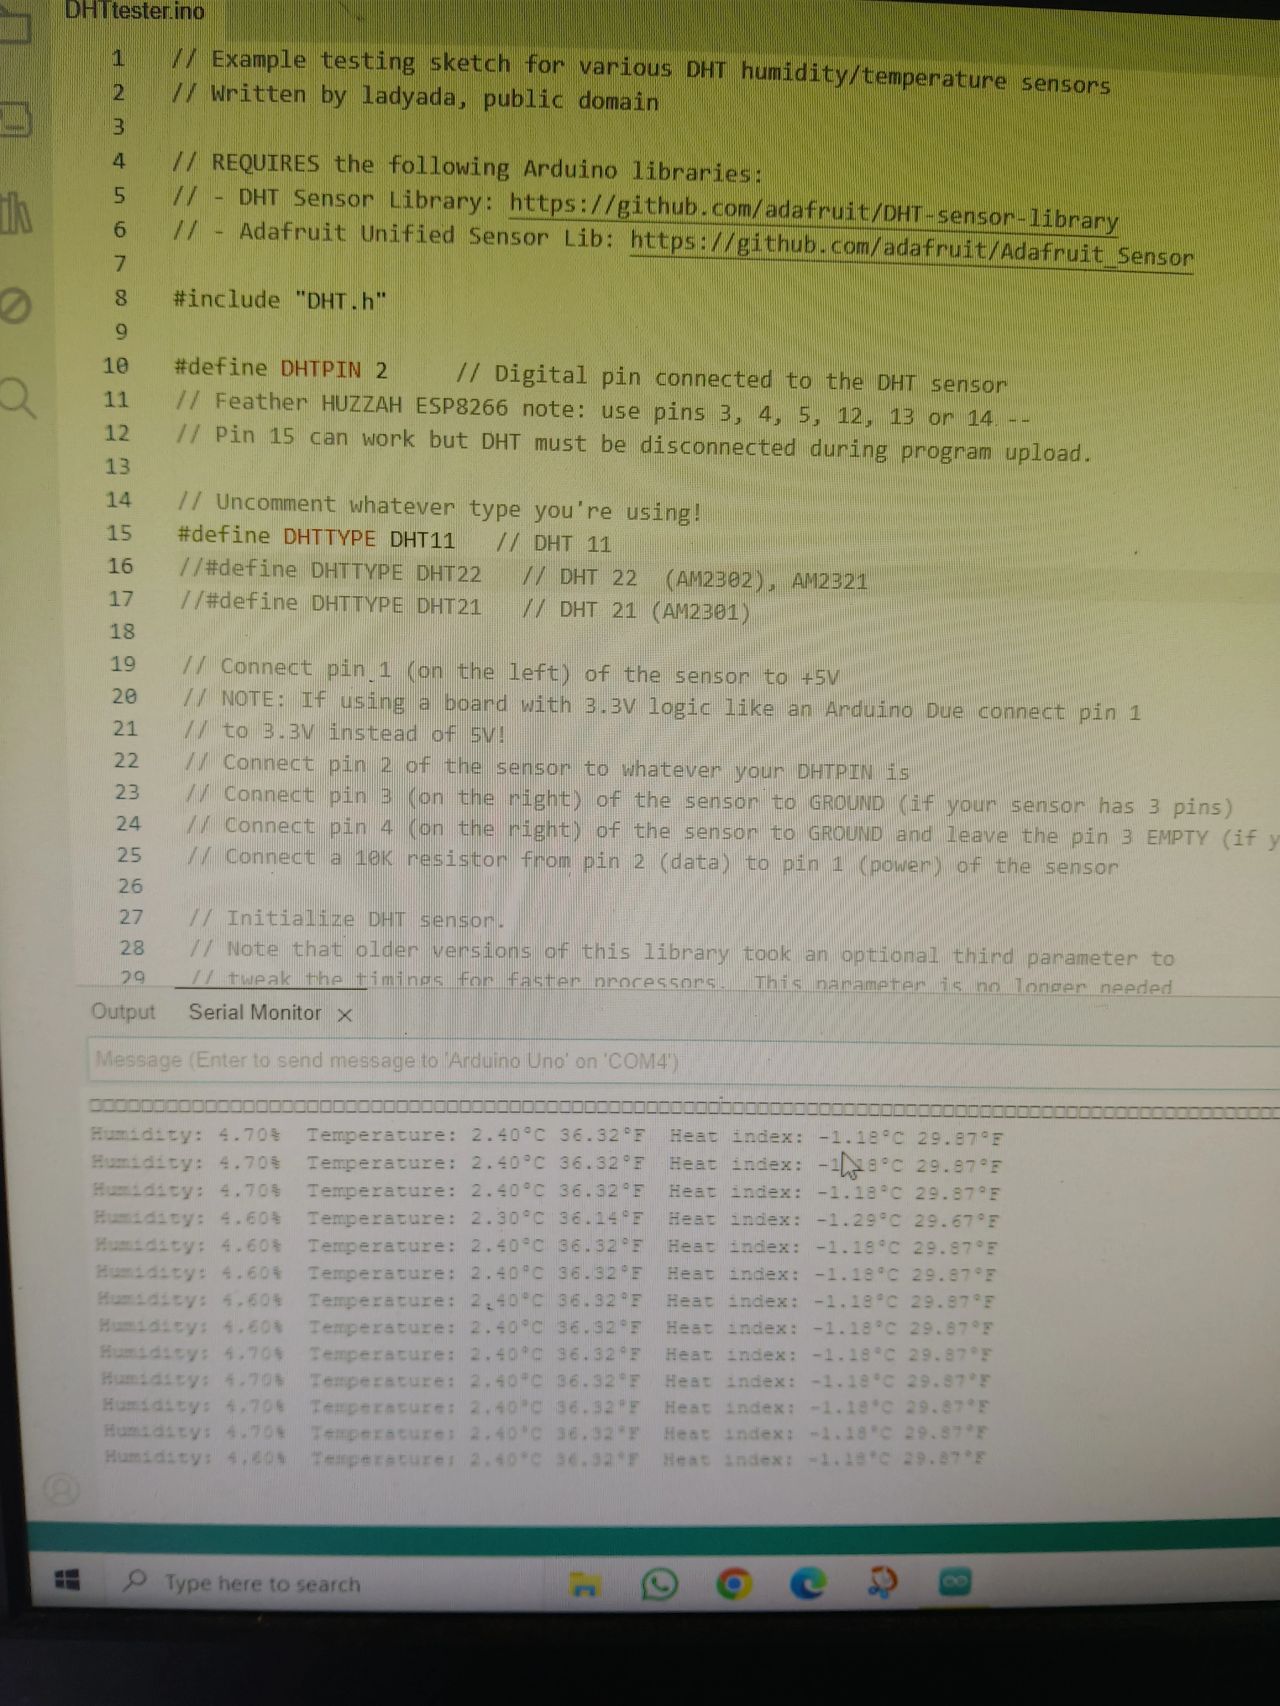 DHTtester.ino
1 // Example testing sketch for various DHT humidity/temperature sensors
2 // Written by ladyada, public domain
3
4 // REQUIRES the following Arduino libraries:
5 // - DHT Sensor Library: https://github.com/adafruit/DHT-sensor-library
6 // - Adafruit Unified Sensor Lib: https://github.com/adafruit/Adafruit_Sensor
7
8 #include "DHT.h"
9
10 #define DHTPIN 2     // Digital pin connected to the DHT sensor
11 // Feather HUZZAH ESP8266 note: use pins 3, 4, 5, 12, 13 or 14 --
12 // Pin 15 can work but DHT must be disconnected during program upload.
13
14 // Uncomment whatever type you're using!
15 #define DHTTYPE DHT11   // DHT 11
16 //#define DHTTYPE DHT22   // DHT 22  (AM2302), AM2321
17 //#define DHTTYPE DHT21   // DHT 21 (AM2301)
18
19 // Connect pin 1 (on the left) of the sensor to +5V
20 // NOTE: If using a board with 3.3V logic like an Arduino Due connect pin 1
21 // to 3.3V instead of 5V!
22 // Connect pin 2 of the sensor to whatever your DHTPIN is
23 // Connect pin 3 (on the right) of the sensor to GROUND (if your sensor has 3 pins)
24 // Connect pin 4 (on the right) of the sensor to GROUND and leave the pin 3 EMPTY (if y
25 // Connect a 10K resistor from pin 2 (data) to pin 1 (power) of the sensor
26
27 // Initialize DHT sensor.
28 // Note that older versions of this library took an optional third parameter to
29 // tweak the timings for faster processors.  This parameter is no longer needed
Output Serial Monitor
Message (Enter to send message to 'Arduino Uno' on 'COM4')
Humidity: 4.70%  Temperature: 2.40°C 36.32°F  Heat index: -1.18°C 29.87°F
Humidity: 4.70%  Temperature: 2.40°C 36.32°F  Heat index: -1.18°C 29.87°F
Humidity: 4.70%  Temperature: 2.40°C 36.32°F  Heat index: -1.18°C 29.87°F
Humidity: 4.60%  Temperature: 2.30°C 36.14°F  Heat index: -1.29°C 29.67°F
Humidity: 4.60%  Temperature: 2.40°C 36.32°F  Heat index: -1.18°C 29.87°F
Humidity: 4.60%  Temperature: 2.40°C 36.32°F  Heat index: -1.18°C 29.87°F
Humidity: 4.60%  Temperature: 2.40°C 36.32°F  Heat index: -1.18°C 29.87°F
Humidity: 4.60%  Temperature: 2.40°C 36.32°F  Heat index: -1.18°C 29.87°F
Humidity: 4.70%  Temperature: 2.40°C 36.32°F  Heat index: -1.18°C 29.87°F
Humidity: 4.70%  Temperature: 2.40°C 36.32°F  Heat index: -1.18°C 29.87°F
Humidity: 4.70%  Temperature: 2.40°C 36.32°F  Heat index: -1.18°C 29.87°F
Humidity: 4.70%  Temperature: 2.40°C 36.32°F  Heat index: -1.18°C 29.87°F
Humidity: 4.60%  Temperature: 2.40°C 36.32°F  Heat index: -1.18°C 29.87°F
Type here to search